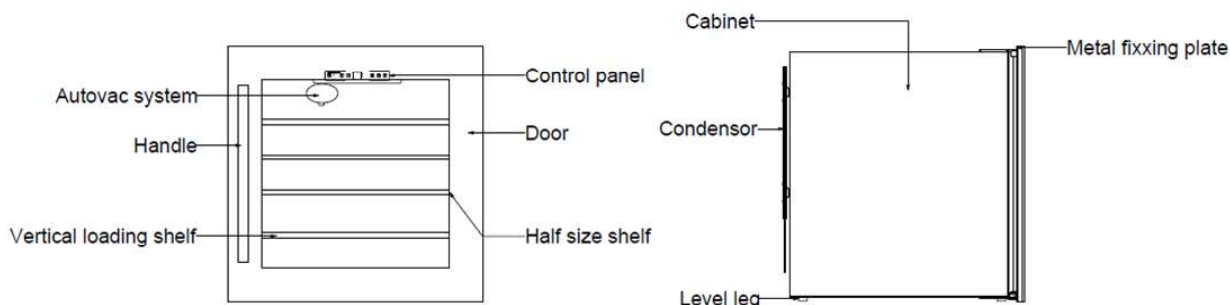 Cabinet
Metal fixxing plate
Control panel
Autovac system
Door
Condensor
Handle
Vertical loading shelf
Half size shelf
Level leg